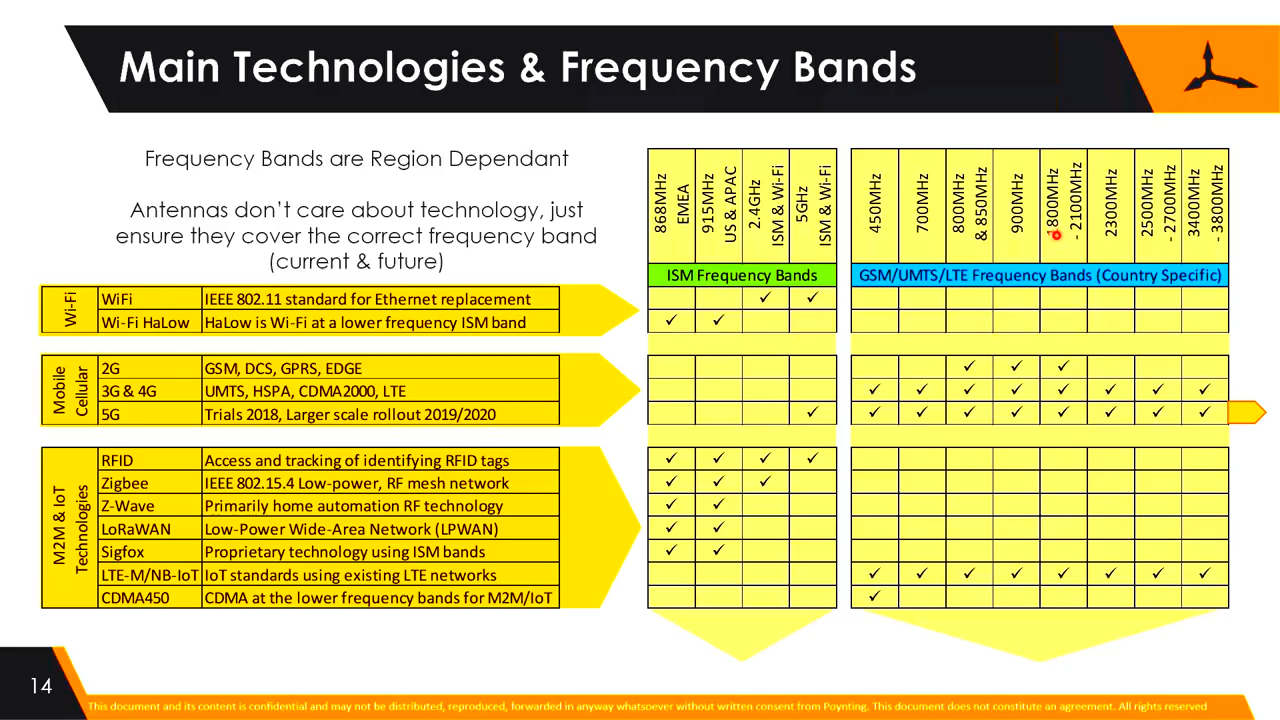 Main Technologies & Frequency Bands
Frequency Bands are Region Dependant
Antennas don't care about technology, just
ensure they cover the correct frequency band
(current & future)
868MHz
EMEA
915MHz
US & APAC
2.4GHz
ISM & Wi-Fi
5GHz
ISM & Wi-Fi
450MHz
700MHz
800MHz
& 850MHz
900MHz
1800MHz
- 2100MHz
2300MHz
2500MHz
- 2700MHz
3400MHz
- 3800MHz
ISM Frequency Bands
GSM/UMTS/LTE Frequency Bands (Country Specific)
Wi-Fi
WiFi IEEE 802.11 standard for Ethernet replacement ✓ ✓
Wi-Fi HaLow HaLow is Wi-Fi at a lower frequency ISM band ✓ ✓
Mobile
Cellular
2G GSM, DCS, GPRS, EDGE ✓ ✓ ✓
3G & 4G UMTS, HSPA, CDMA2000, LTE ✓ ✓ ✓ ✓ ✓ ✓ ✓ ✓
5G Trials 2018, Larger scale rollout 2019/2020 ✓ ✓ ✓ ✓ ✓ ✓ ✓ ✓ ✓
M2M & IoT
Technologies
RFID Access and tracking of identifying RFID tags ✓ ✓ ✓ ✓
Zigbee IEEE 802.15.4 Low-power, RF mesh network ✓ ✓ ✓
Z-Wave Primarily home automation RF technology ✓ ✓
LoRaWAN Low-Power Wide-Area Network (LPWAN) ✓ ✓
Sigfox Proprietary technology using ISM bands ✓ ✓
LTE-M/NB-IoT IoT standards using existing LTE networks ✓ ✓ ✓ ✓ ✓ ✓ ✓ ✓
CDMA450 CDMA at the lower frequency bands for M2M/IoT ✓
14
This document and its content is confidential and may not be distributed, reproduced, forwarded in anyway whatsoever without written consent from Poynting. This document does not constitute an agreement. All rights reserved